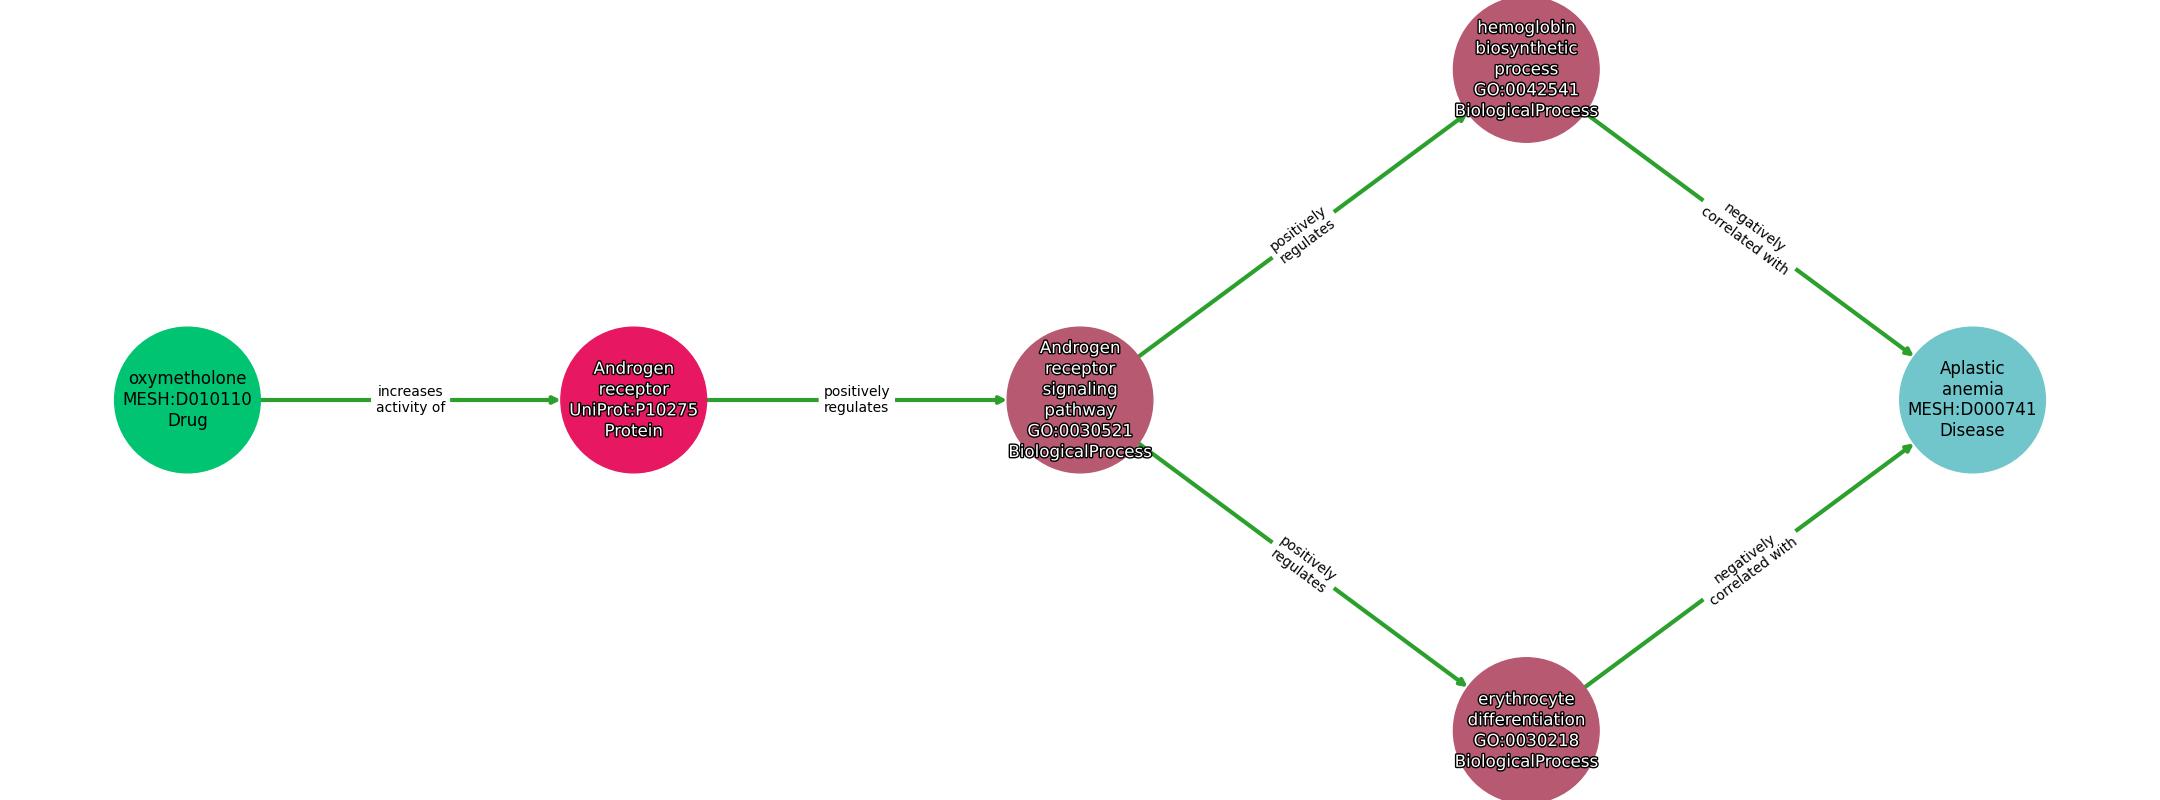 oxymetholone
MESH:D010110
Drug
increases
activity of
Androgen
receptor
UniProt:P10275
Protein
positively
regulates
Androgen
receptor
signaling
pathway
GO:0030521
BiologicalProcess
positively
regulates
hemoglobin
biosynthetic
process
GO:0042541
BiologicalProcess
negatively
correlated with
positively
regulates
erythrocyte
differentiation
GO:0030218
BiologicalProcess
negatively
correlated with
Aplastic
anemia
MESH:D000741
Disease